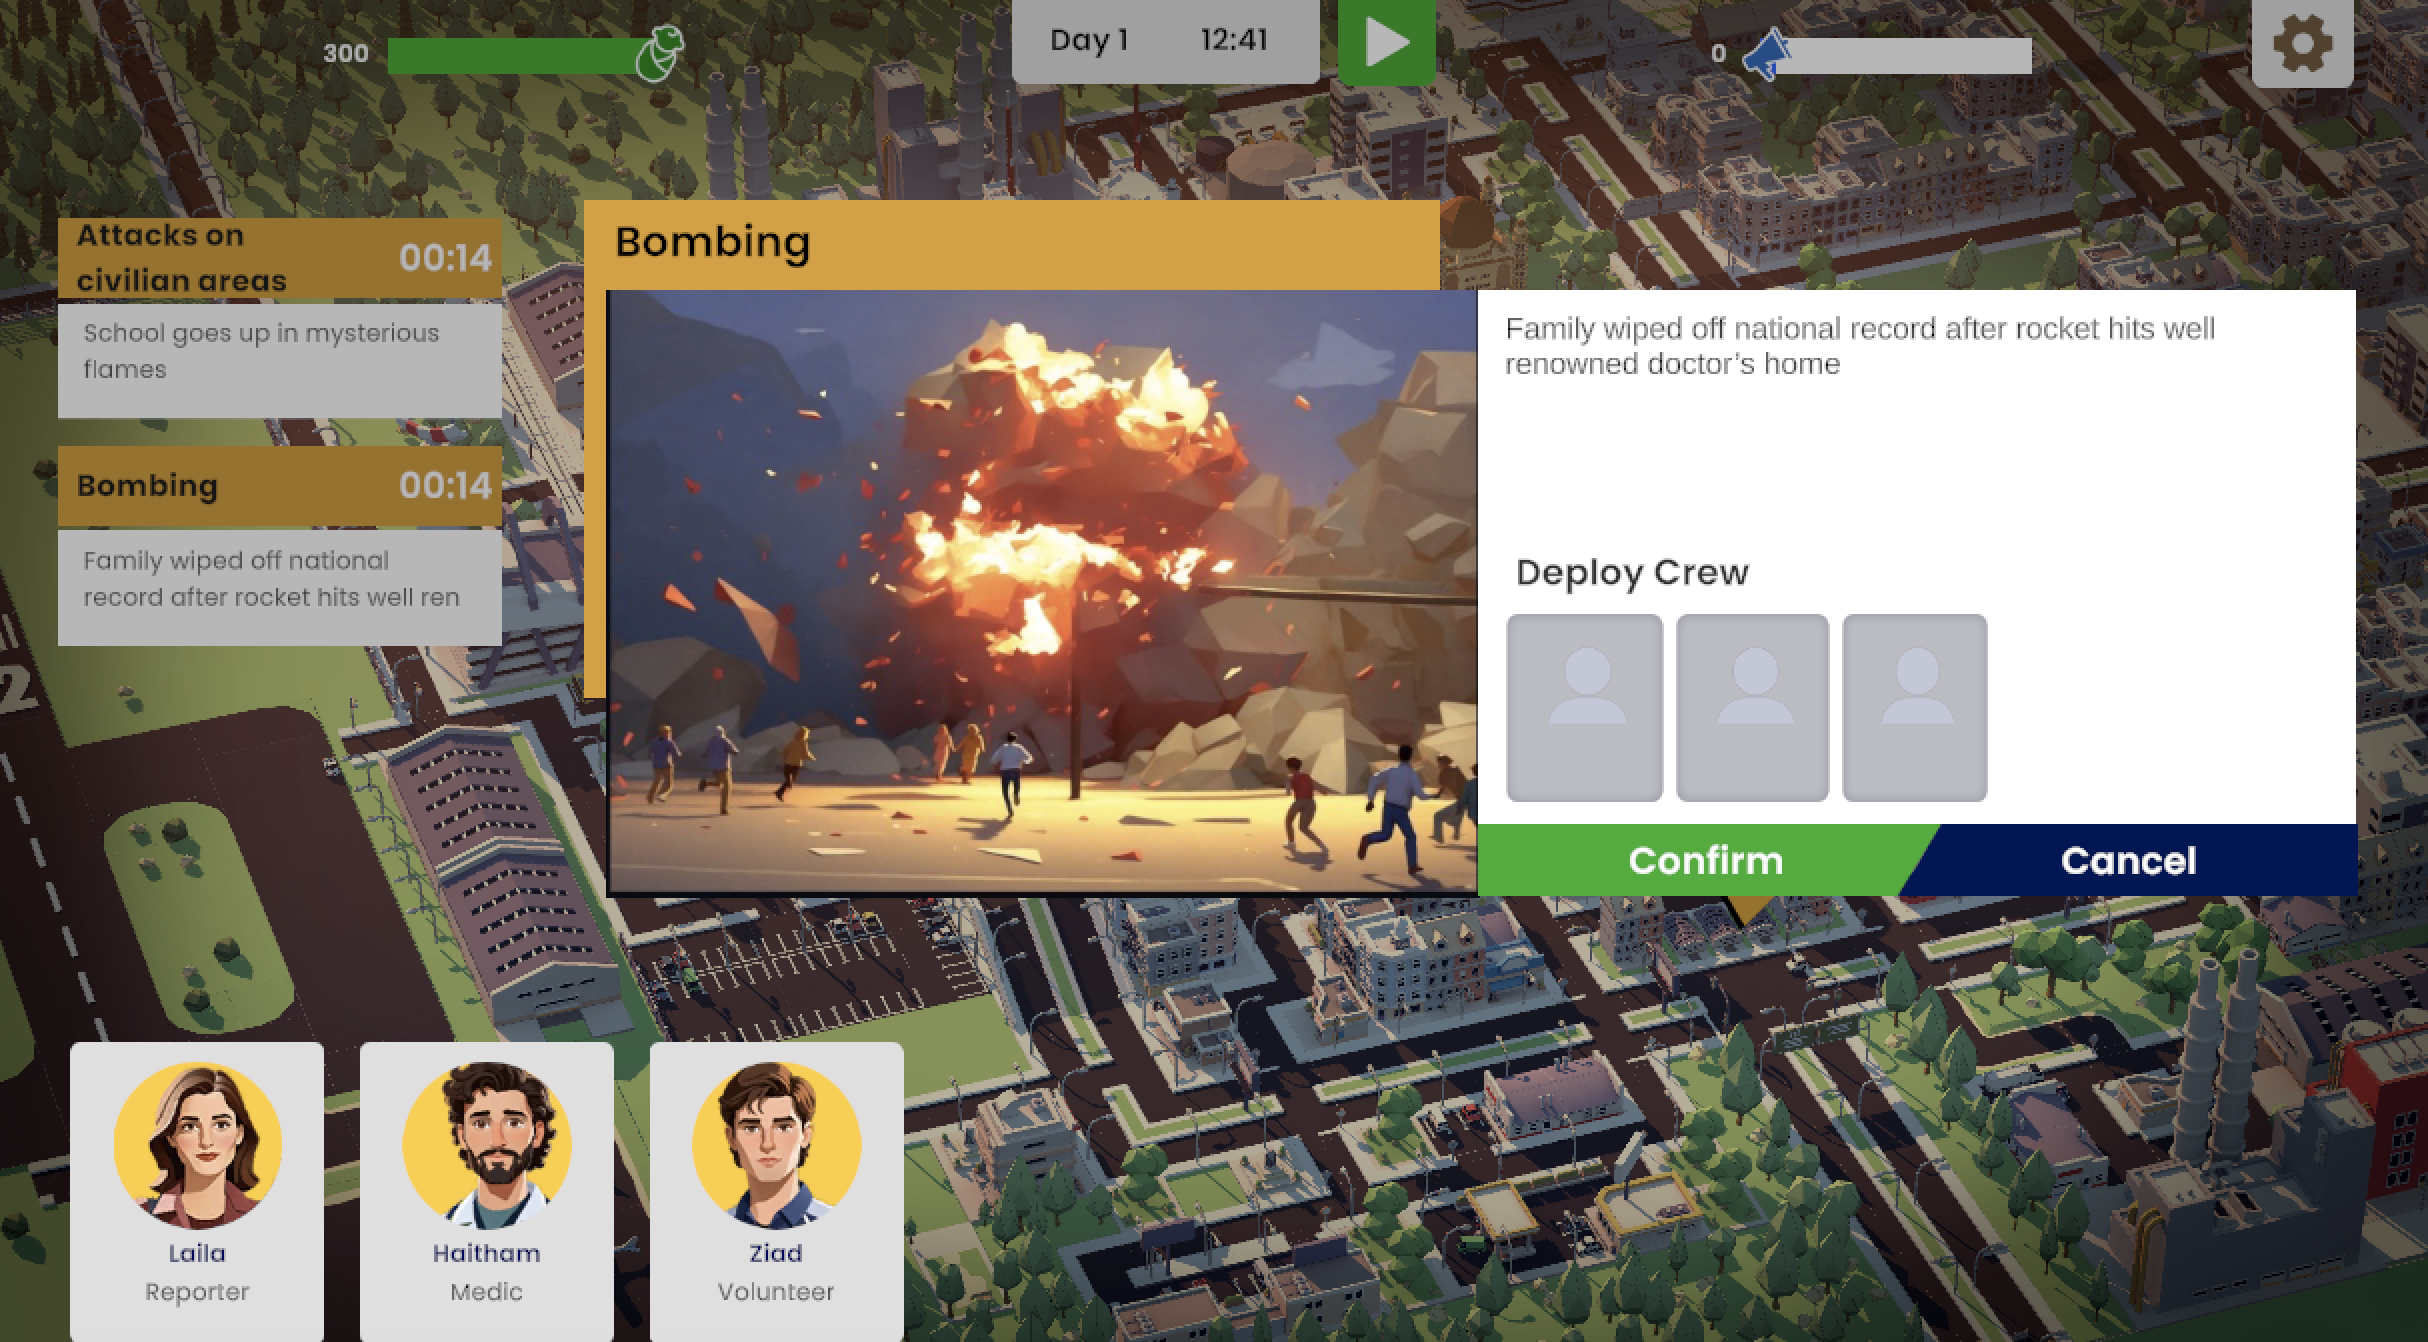 300
Day 1 12:41
0
Attacks on
civilian areas
00:14
School goes up in mysterious
flames
Bombing 00:14
Family wiped off national
record after rocket hits well ren
Bombing
Family wiped off national record after rocket hits well
renowned doctor's home
Deploy Crew
Confirm Cancel
2
Laila
Reporter
Haitham
Medic
Ziad
Volunteer